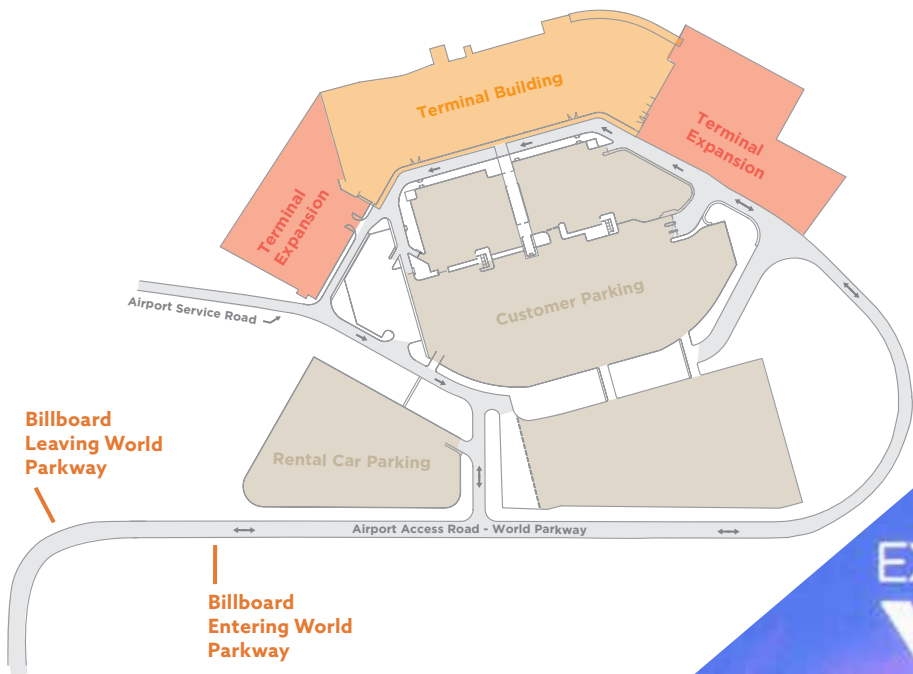 Terminal Building
Terminal
Expansion
Terminal
Expansion
Airport Service Road
Customer Parking
Billboard
Leaving World
Parkway
Rental Car Parking
Airport Access Road - World Parkway
Billboard
Entering World
Parkway